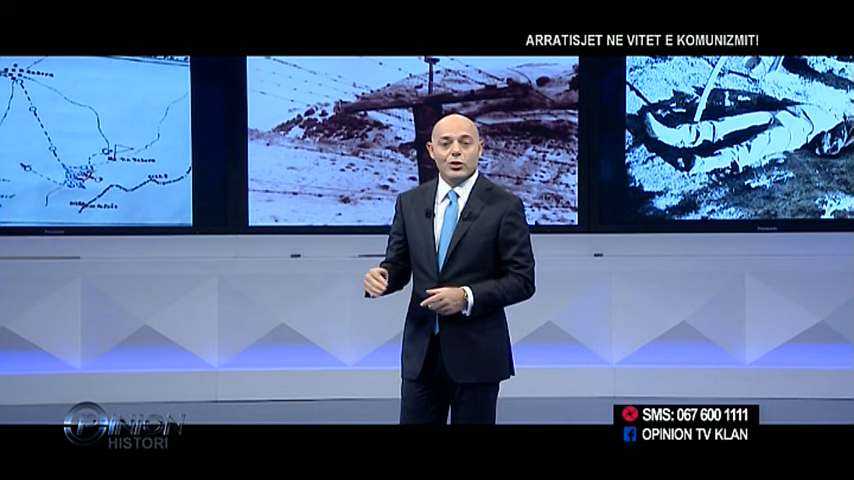 ARRATISJET NE VITET E KOMUNIZMIT!
OPINION
HISTORI
SMS: 067 600 1111
OPINION TV KLAN